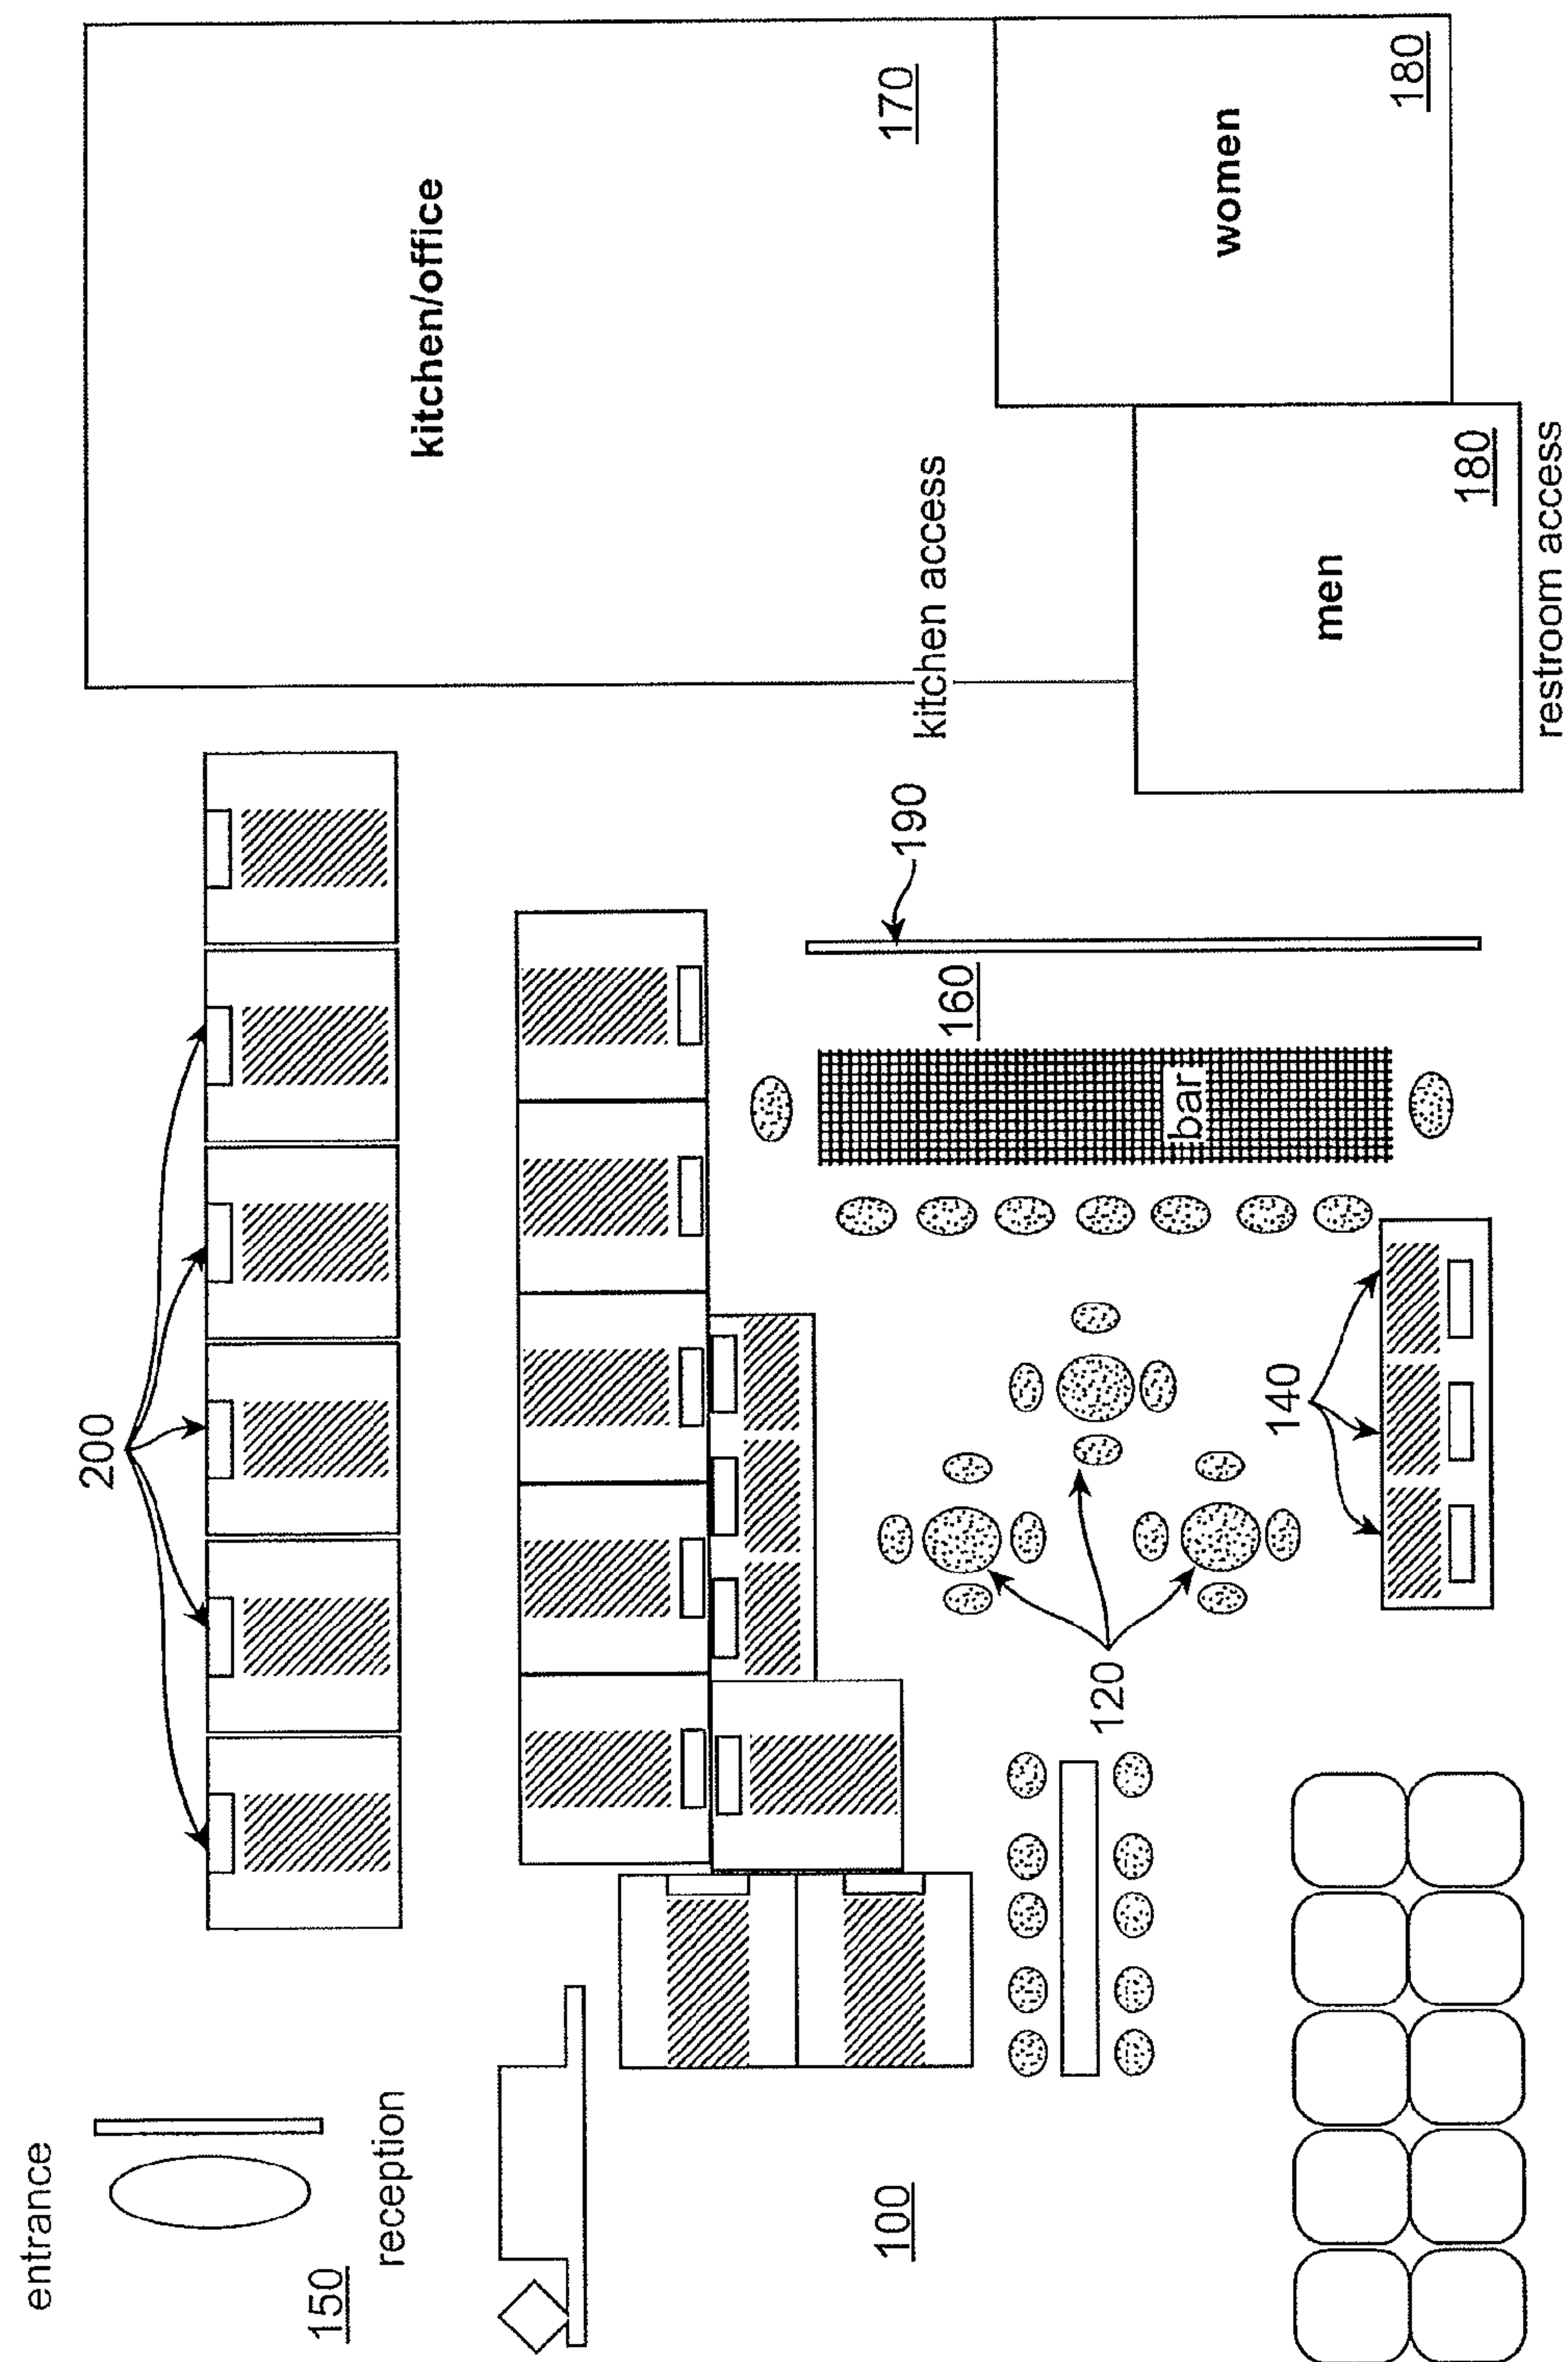 entrance
150
reception
100
200
120
140
bar
160
190
kitchen access
kitchen/office
170
men
180
women
180
restroom access